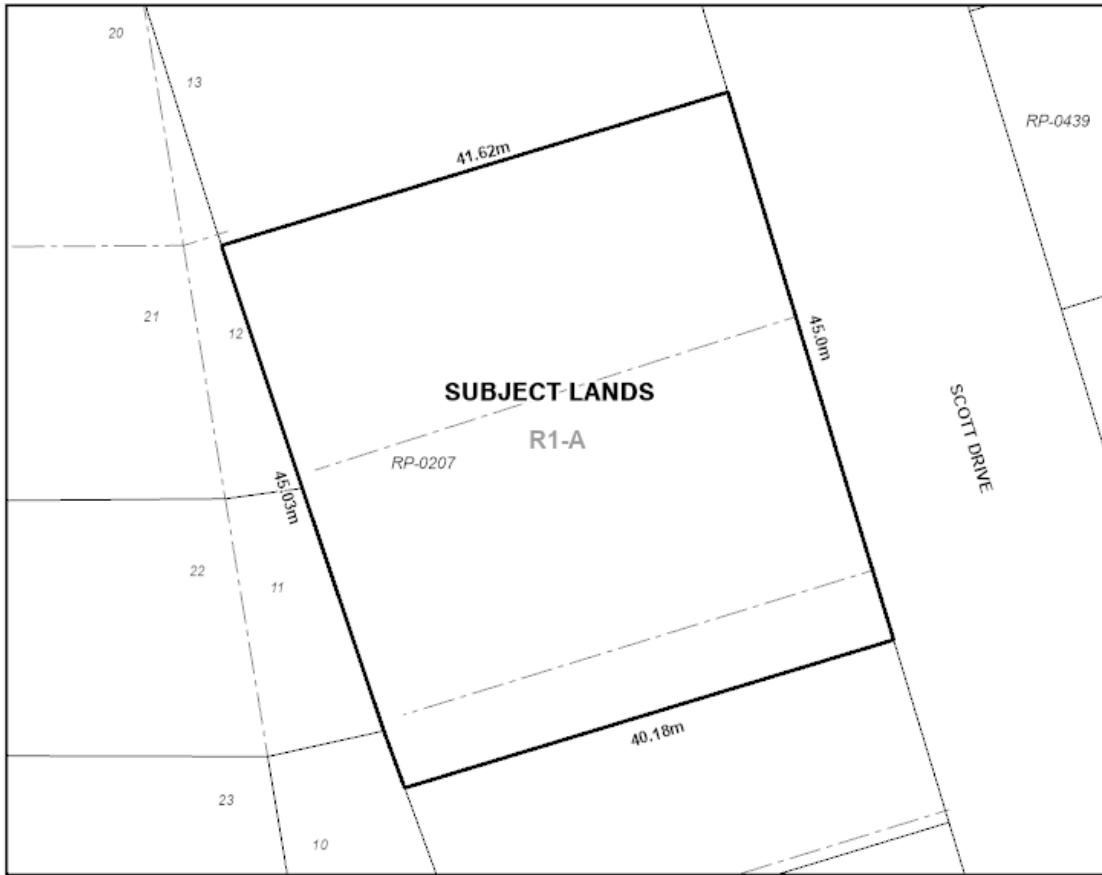 20
13
RP-0439
41.62m
21
12
45.0m
SUBJECT LANDS
R1-A
SCOTT DRIVE
RP-0207
45.03m
22
11
40.18m
23
10